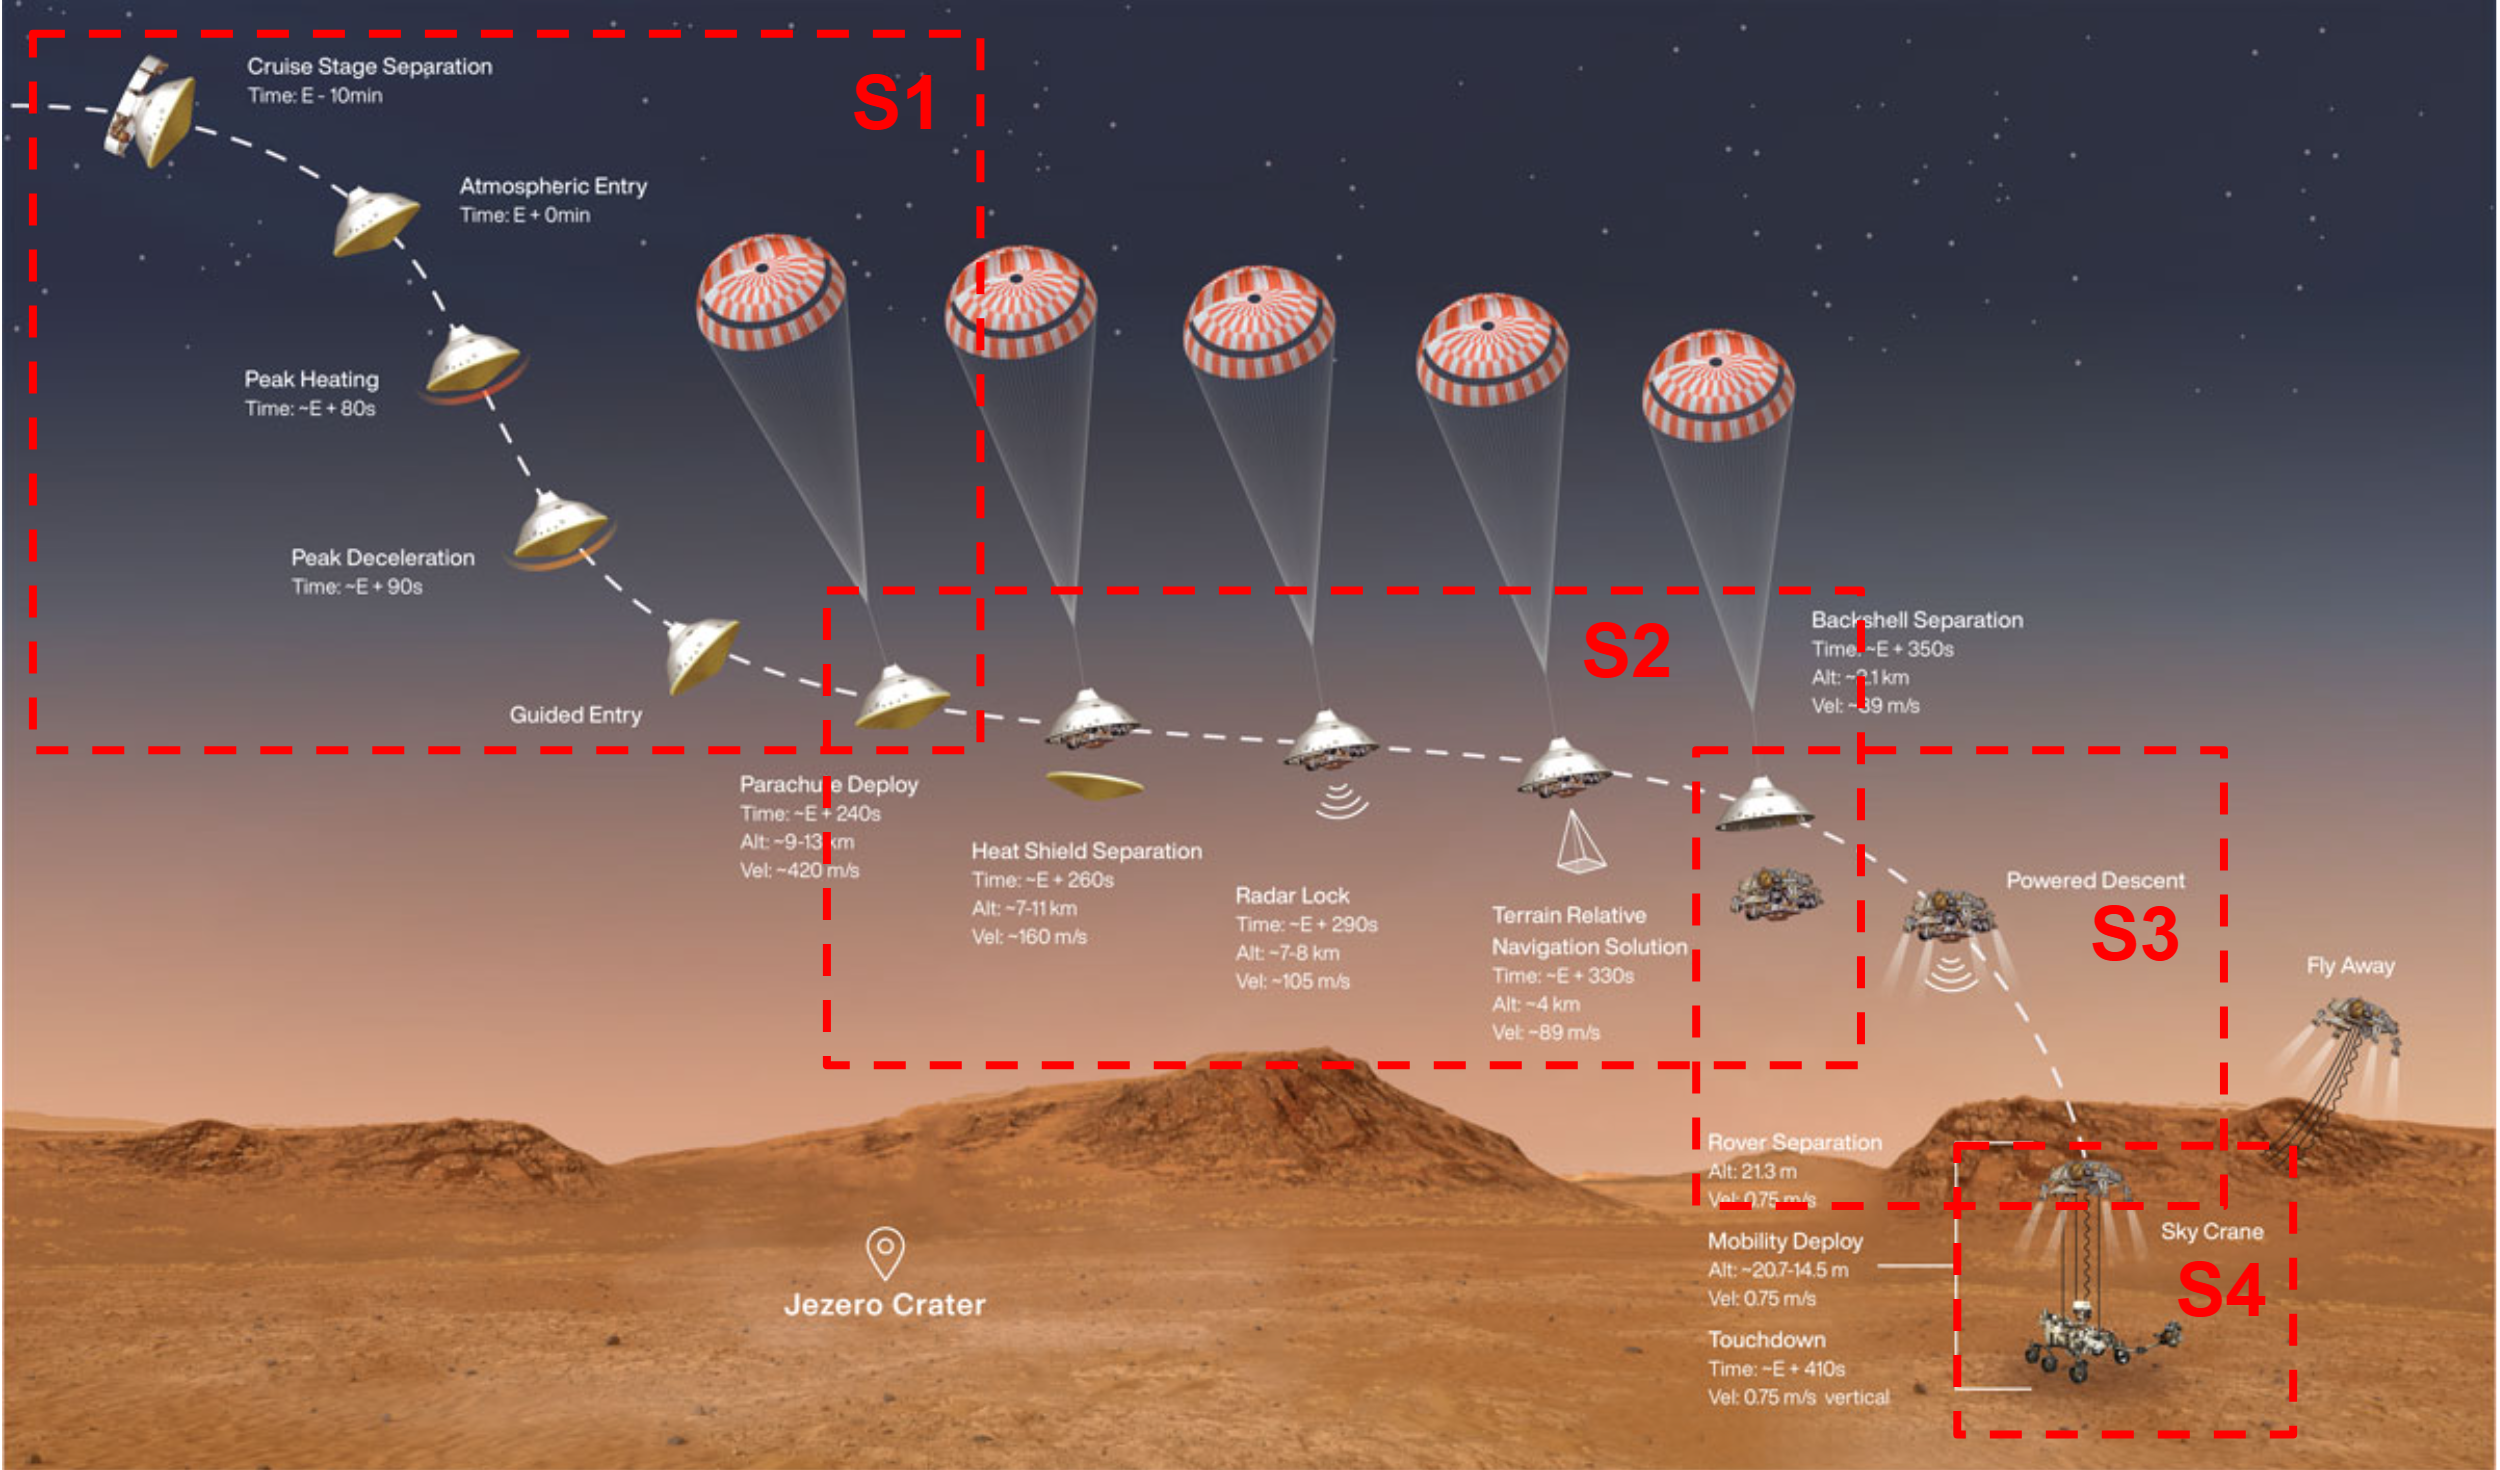 Cruise Stage Separation
Time: E - 10min
S1
Atmospheric Entry
Time: E + 0min
Peak Heating
Time: ~E + 80s
Peak Deceleration
Time: ~E + 90s
Guided Entry
Parachute Deploy
Time: ~E + 240s
Alt: ~9-13 km
Vel: ~420 m/s
Heat Shield Separation
Time: ~E + 260s
Alt: ~7-11 km
Vel: ~160 m/s
Radar Lock
Time: ~E + 290s
Alt: ~7-8 km
Vel: ~105 m/s
S2
Terrain Relative
Navigation Solution
Time: ~E + 330s
Alt: ~4 km
Vel: ~89 m/s
Backshell Separation
Time: ~E + 350s
Alt: ~2.1 km
Vel: ~89 m/s
Powered Descent
S3
Fly Away
Rover Separation
Alt: 21.3 m
Vel: 0.75 m/s
Mobility Deploy
Alt: ~20.7-14.5 m
Vel: 0.75 m/s
Touchdown
Time: ~E + 410s
Vel: 0.75 m/s vertical
Sky Crane
S4
Jezero Crater